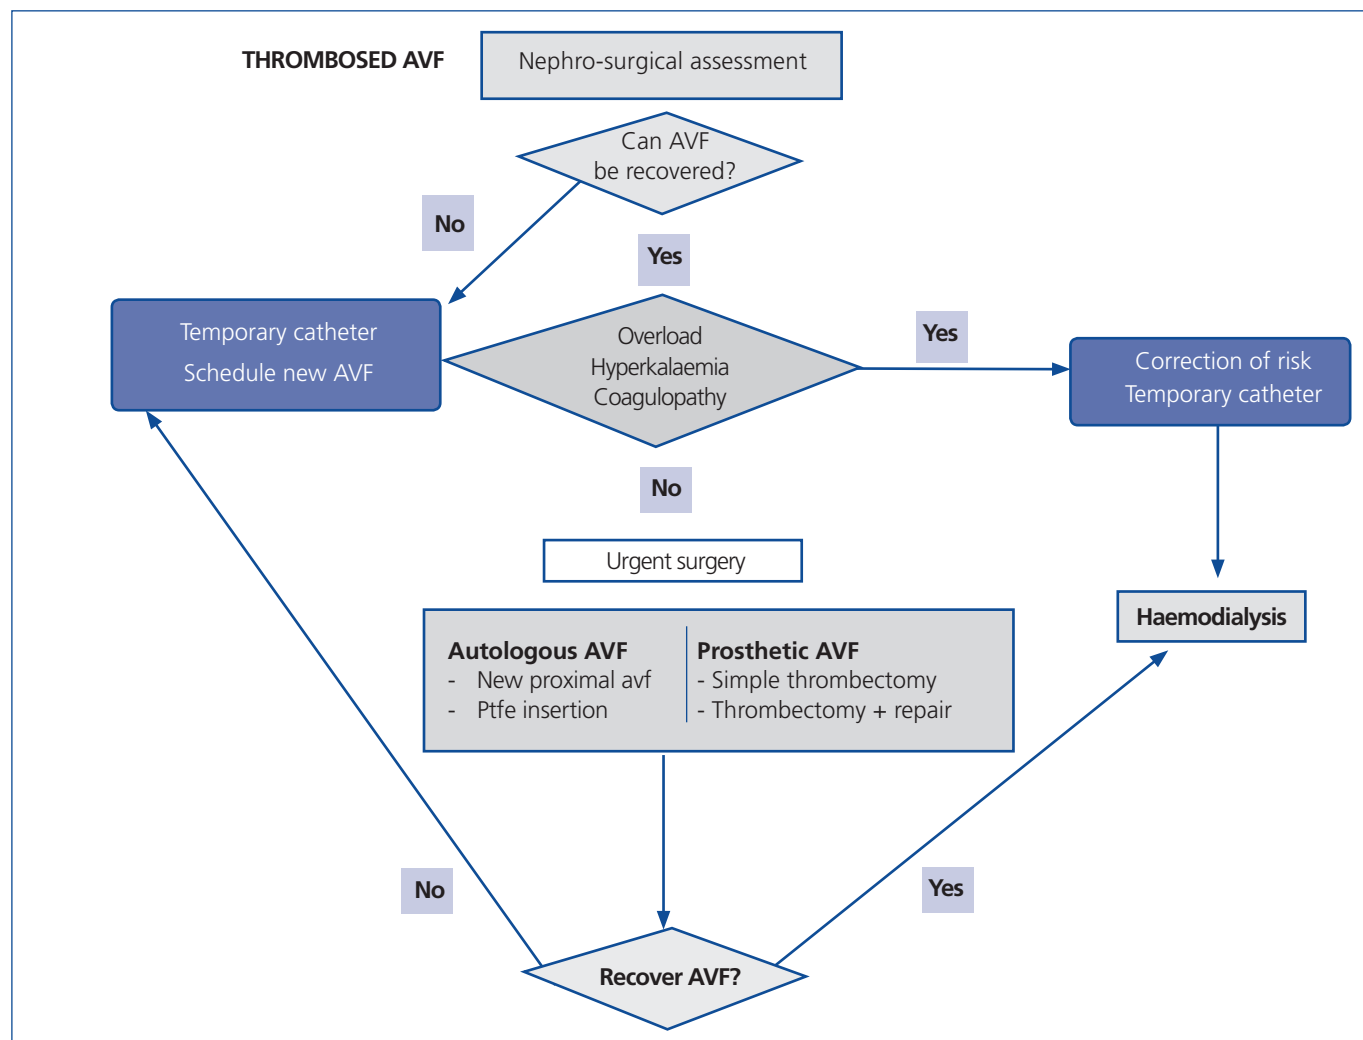 THROMBOSED AVF
Nephro-surgical assessment
Can AVF
be recovered?
No
Yes
Temporary catheter
Schedule new AVF
Overload
Hyperkalaemia
Coagulopathy
Yes
Correction of risk
Temporary catheter
No
Urgent surgery
Haemodialysis
Autologous AVF
- New proximal avf
- Ptfe insertion
Prosthetic AVF
- Simple thrombectomy
- Thrombectomy + repair
No
Yes
Recover AVF?